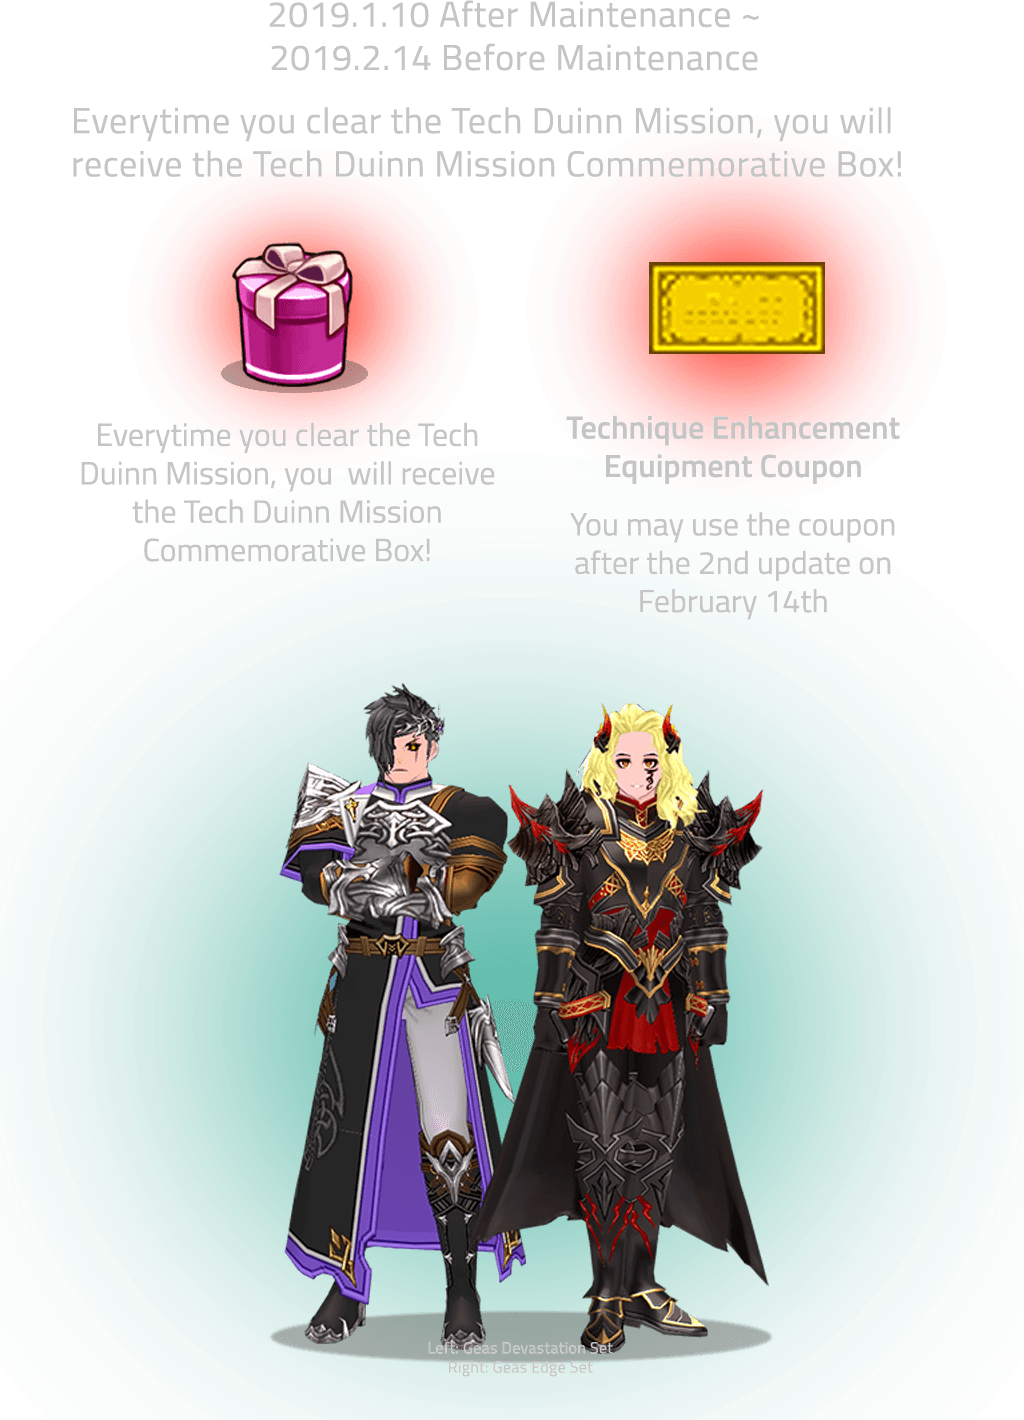 2019.1.10 After Maintenance ~
2019.2.14 Before Maintenance
Everytime you clear the Tech Duinn Mission, you will
receive the Tech Duinn Mission Commemorative Box!
Everytime you clear the Tech
Duinn Mission, you will receive
the Tech Duinn Mission
Commemorative Box!
Technique Enhancement
Equipment Coupon
You may use the coupon
after the 2nd update on
February 14th
Left: Geas Devastation Set
Right: Geas Edge Set